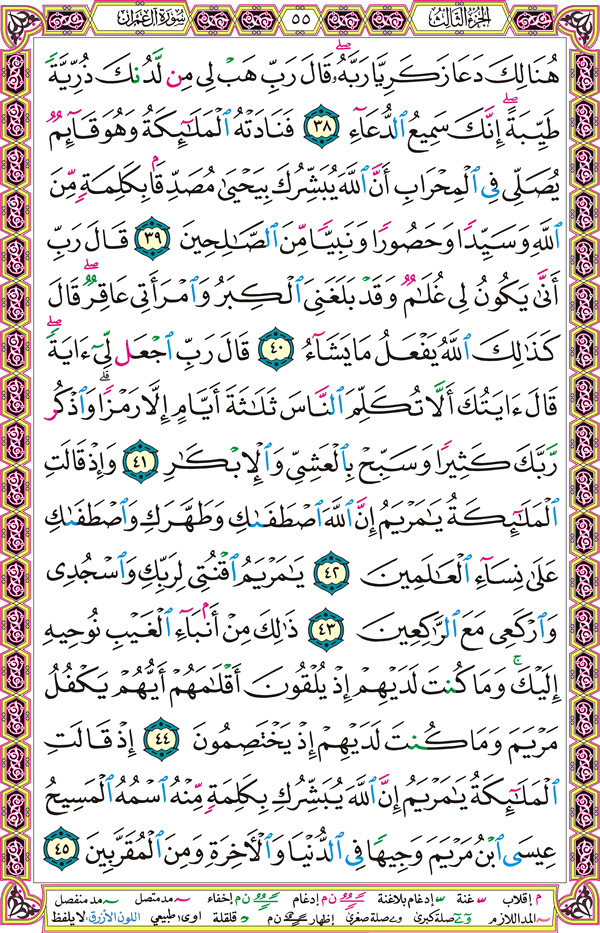 الجزء الثالث ٥٥ سورة آل عمران
هُنَالِكَ دَعَا زَكَرِيَّا رَبَّهُۥ ۖ قَالَ رَبِّ هَبْ لِى مِن لَّدُنكَ ذُرِّيَّةً
طَيِّبَةً ۖ إِنَّكَ سَمِيعُ ٱلدُّعَآءِ ٣٨ فَنَادَتْهُ ٱلْمَلَـٰٓئِكَةُ وَهُوَ قَآئِمٌ
يُصَلِّى فِى ٱلْمِحْرَابِ أَنَّ ٱللَّهَ يُبَشِّرُكَ بِيَحْيَىٰ مُصَدِّقًۢا بِكَلِمَةٍ مِّنَ
ٱللَّهِ وَسَيِّدًا وَحَصُورًا وَنَبِيًّا مِّنَ ٱلصَّـٰلِحِينَ ٣٩ قَالَ رَبِّ
أَنَّىٰ يَكُونُ لِى غُلَـٰمٌ وَقَدْ بَلَغَنِىَ ٱلْكِبَرُ وَٱمْرَأَتِى عَاقِرٌ ۖ قَالَ
كَذَٰلِكَ ٱللَّهُ يَفْعَلُ مَا يَشَآءُ ٤٠ قَالَ رَبِّ ٱجْعَل لِّىٓ ءَايَةً ۖ
قَالَ ءَايَتُكَ أَلَّا تُكَلِّمَ ٱلنَّاسَ ثَلَـٰثَةَ أَيَّامٍ إِلَّا رَمْزًا ۗ وَٱذْكُر
رَّبَّكَ كَثِيرًا وَسَبِّحْ بِٱلْعَشِىِّ وَٱلْإِبْكَـٰرِ ٤١ وَإِذْ قَالَتِ
ٱلْمَلَـٰٓئِكَةُ يَـٰمَرْيَمُ إِنَّ ٱللَّهَ ٱصْطَفَىٰكِ وَطَهَّرَكِ وَٱصْطَفَىٰكِ
عَلَىٰ نِسَآءِ ٱلْعَـٰلَمِينَ ٤٢ يَـٰمَرْيَمُ ٱقْنُتِى لِرَبِّكِ وَٱسْجُدِى
وَٱرْكَعِى مَعَ ٱلرَّٰكِعِينَ ٤٣ ذَٰلِكَ مِنْ أَنۢبَآءِ ٱلْغَيْبِ نُوحِيهِ
إِلَيْكَ ۚ وَمَا كُنتَ لَدَيْهِمْ إِذْ يُلْقُونَ أَقْلَـٰمَهُمْ أَيُّهُمْ يَكْفُلُ
مَرْيَمَ وَمَا كُنتَ لَدَيْهِمْ إِذْ يَخْتَصِمُونَ ٤٤ إِذْ قَالَتِ
ٱلْمَلَـٰٓئِكَةُ يَـٰمَرْيَمُ إِنَّ ٱللَّهَ يُبَشِّرُكِ بِكَلِمَةٍ مِّنْهُ ٱسْمُهُ ٱلْمَسِيحُ
عِيسَى ٱبْنُ مَرْيَمَ وَجِيهًا فِى ٱلدُّنْيَا وَٱلْـَٔاخِرَةِ وَمِنَ ٱلْمُقَرَّبِينَ ٤٥
م إقلاب س غنة س إدغام بلاغنة ن م إدغام ن م إخفاء مد متصل مد منفصل
المد اللازم صلة كبرى صلة صغرى إظهار ن م قلقلة اوى: طبيعي اللون الأزرق: لا يلفظ